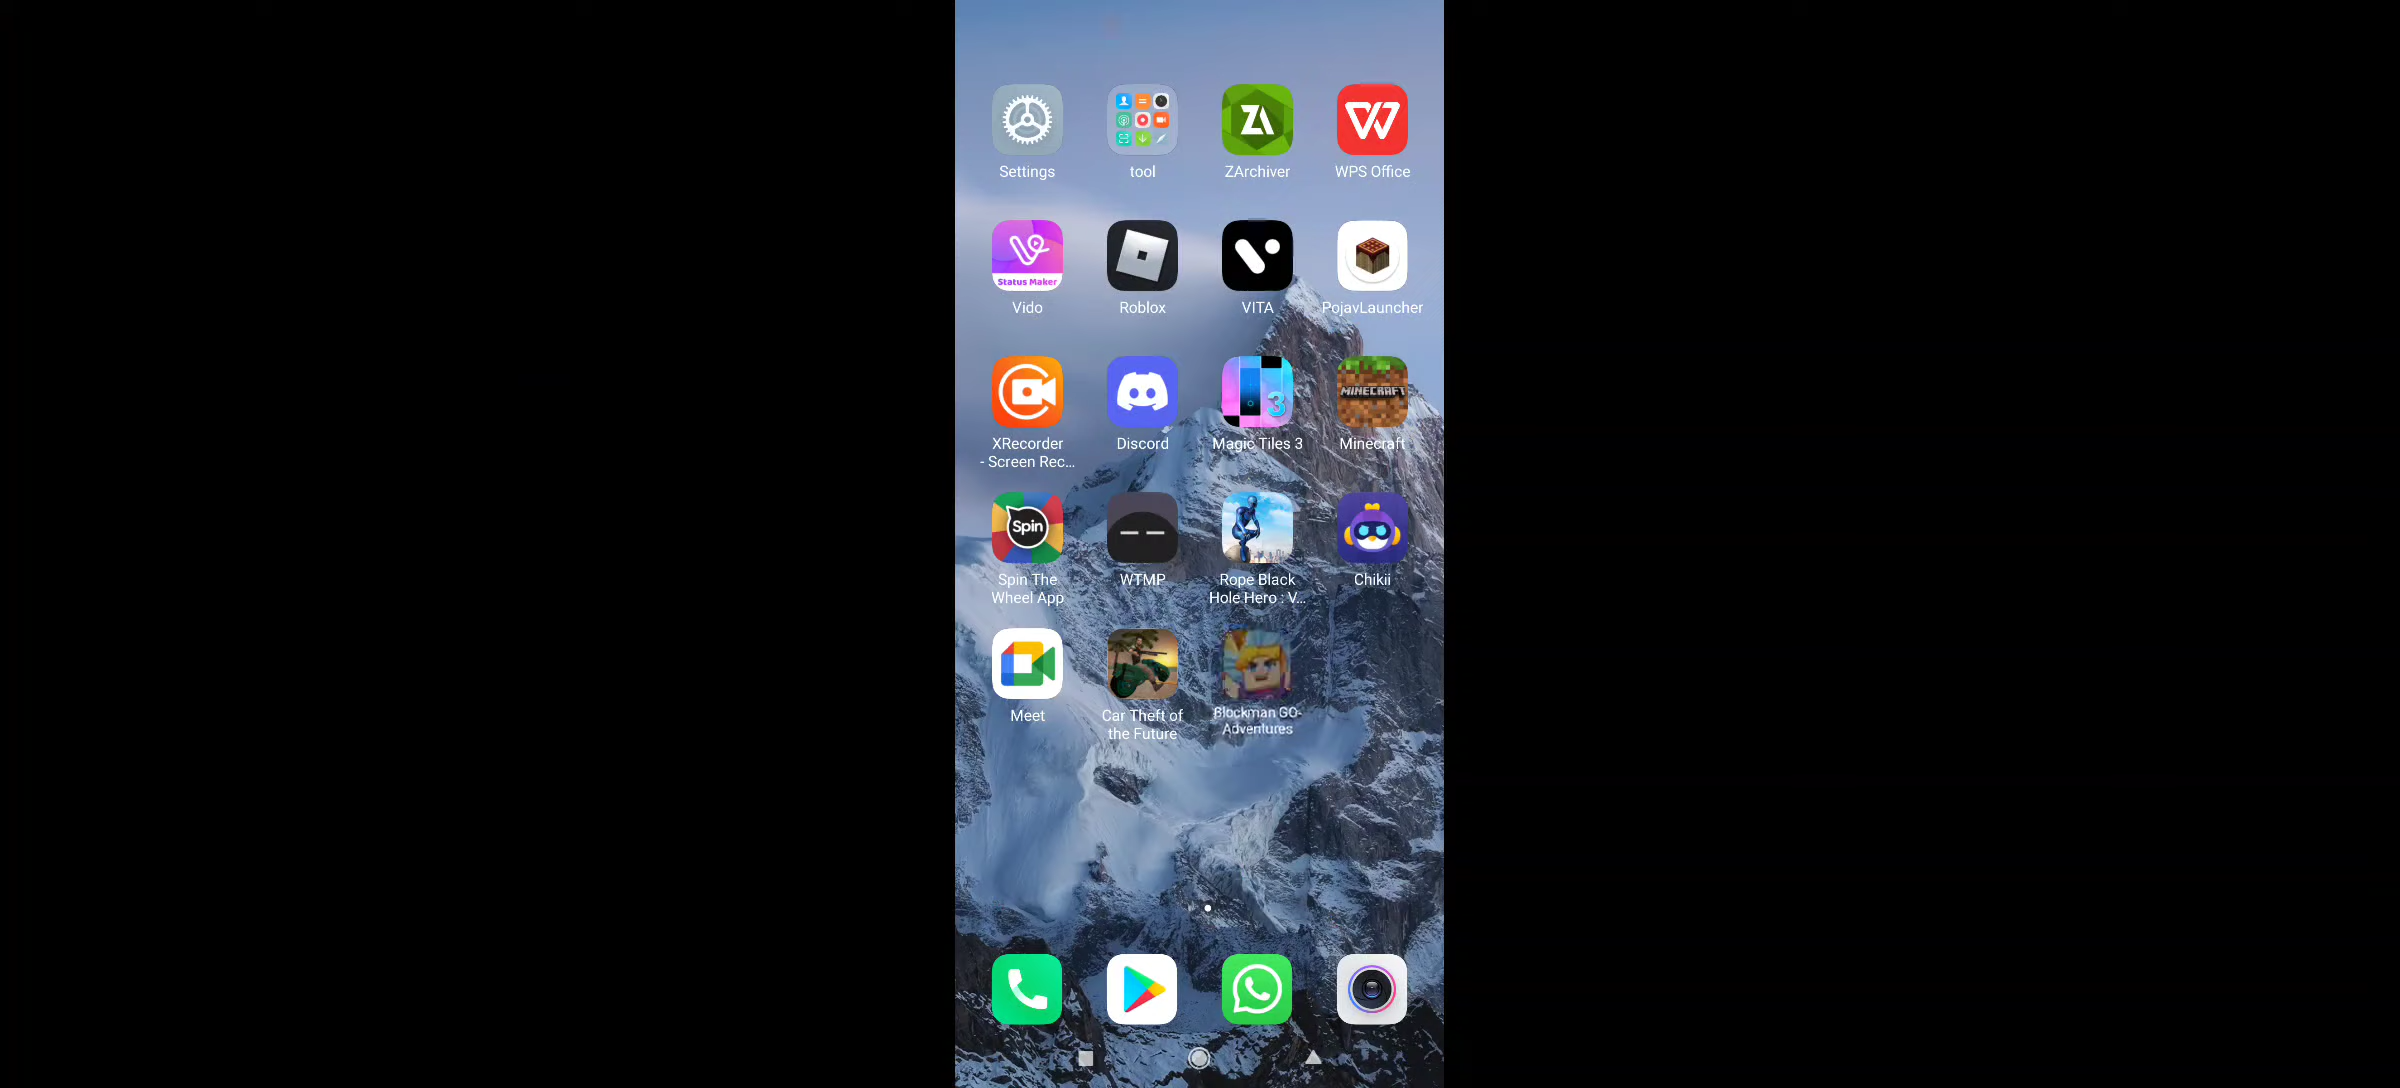 Settings
tool
ZArchiver
WPS Office
Status Maker
Vido
Roblox
VITA
PojavLauncher
XRecorder
- Screen Rec...
Discord
3
Magic Tiles 3
MINECRAFT
Minecraft
Spin
Spin The
Wheel App
WTMP
Rope Black
Hole Hero : V...
Chikii
Meet
Car Theft of
the Future
Blockman GO-
Adventures